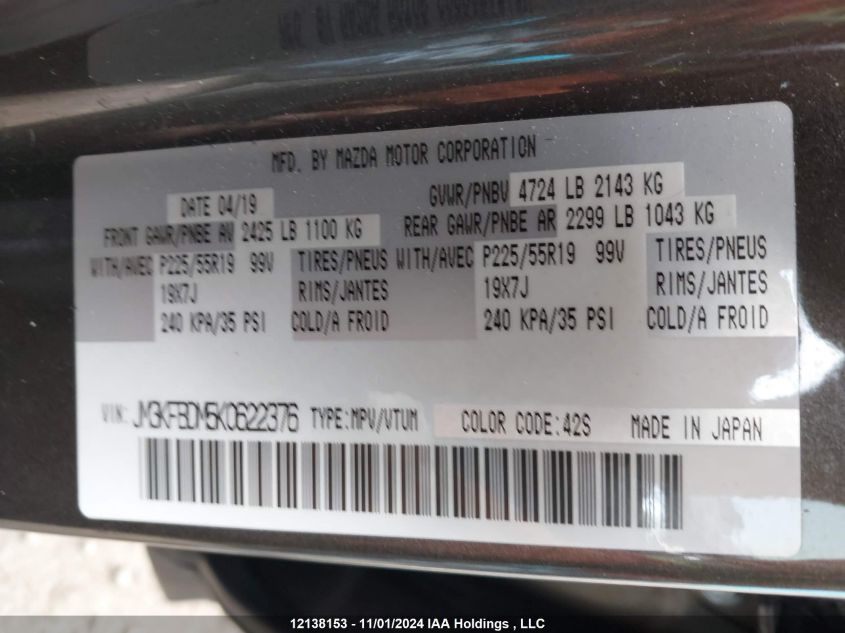 MFD. BY MAZDA MOTOR CORPORATION
DATE 04/19 GVWR/PNBV 4724 LB 2143 KG
FRONT GAWR/PNBE AV 2425 LB 1100 KG REAR GAWR/PNBE AR 2299 LB 1043 KG
WITH/AVEC P225/55R19 99V TIRES/PNEUS WITH/AVEC P225/55R19 99V TIRES/PNEUS
19X7J RIMS/JANTES 19X7J RIMS/JANTES
240 KPA/35 PSI COLD/A FROID 240 KPA/35 PSI COLD/A FROID
VIN: JM3KFBDM5K0622376 TYPE:MPV/VTUM COLOR CODE:42S MADE IN JAPAN
12138153 - 11/01/2024 IAA Holdings , LLC